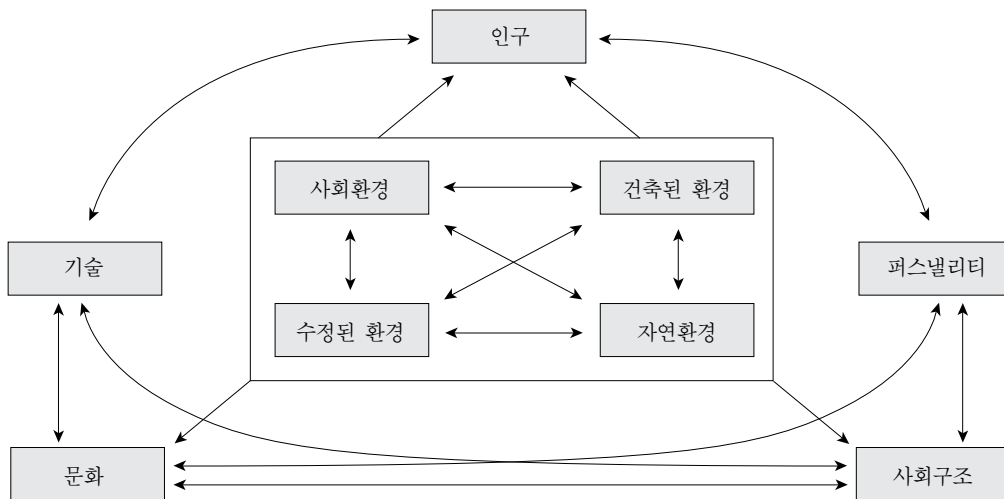 인구
사회환경
건축된 환경
기술
퍼스낼리티
수정된 환경
자연환경
문화
사회구조